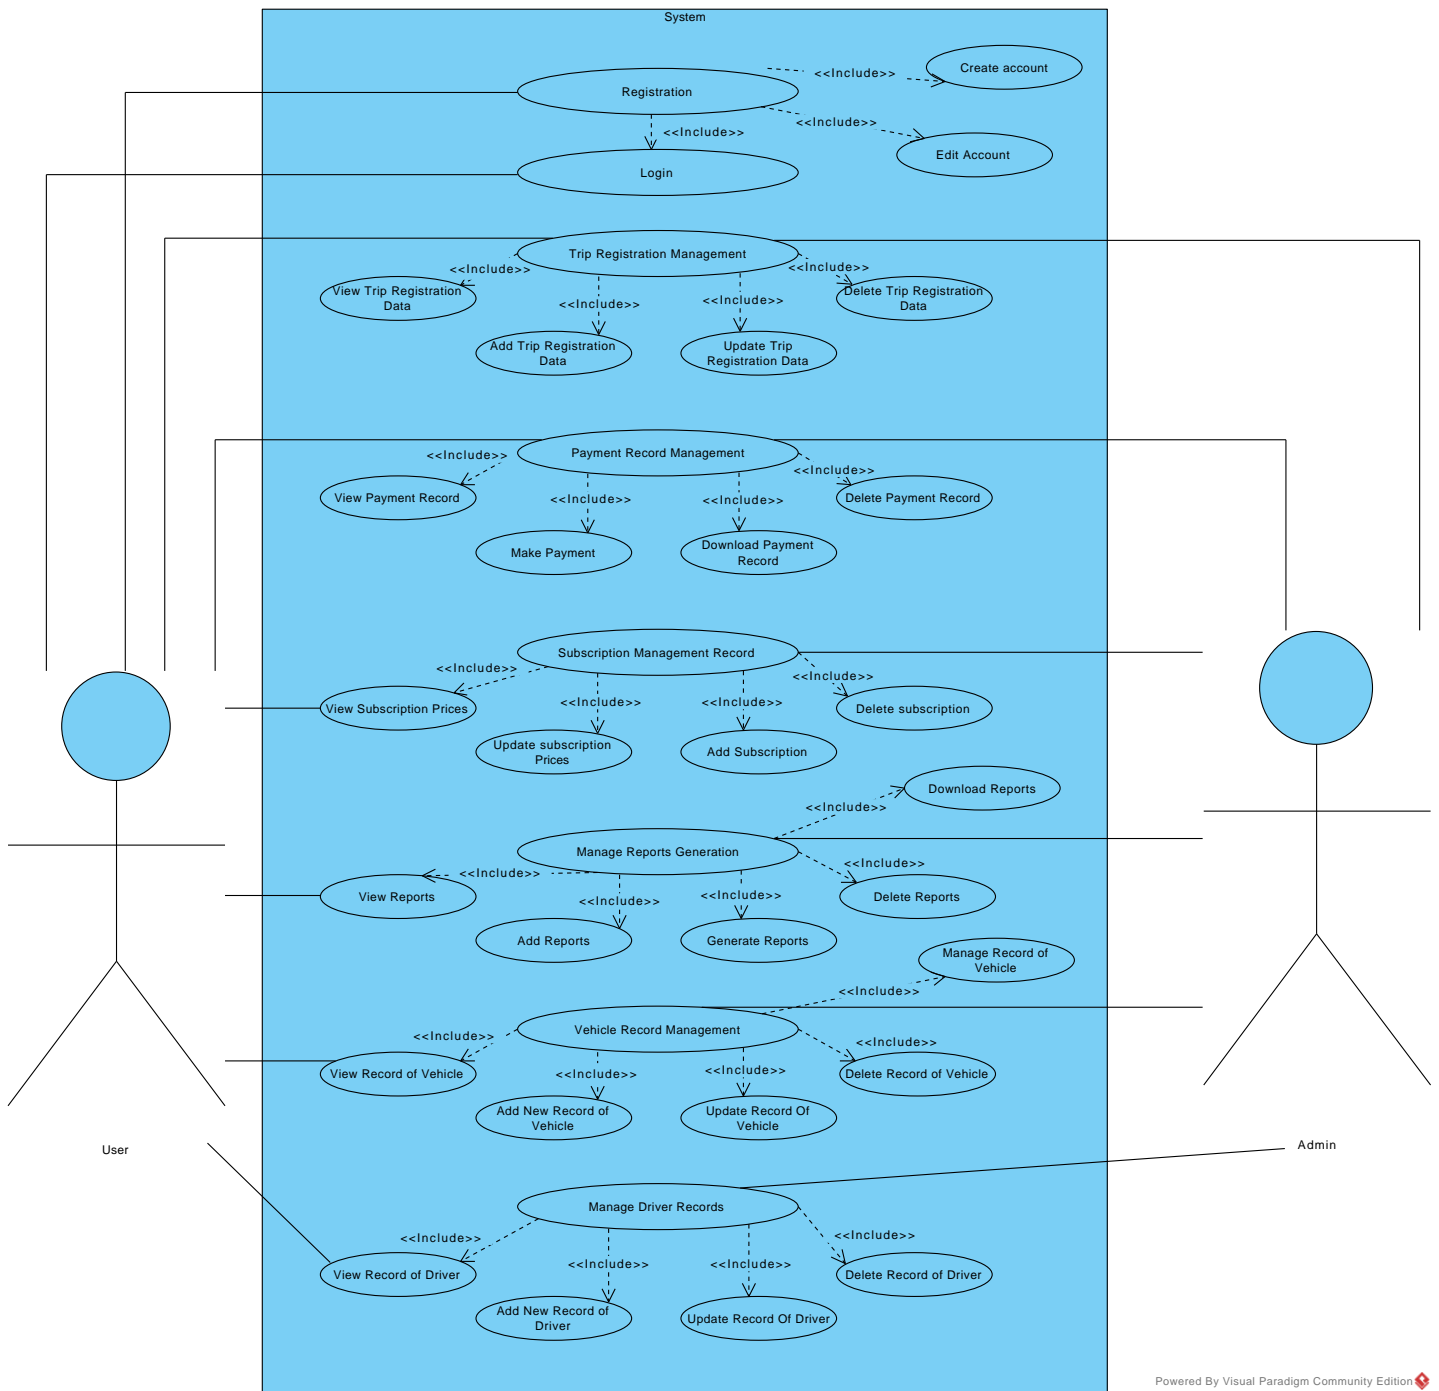 System
Create account
<<Include>>
Registration
<<Include>>
<<Include>>
Edit Account
Login
Trip Registration Management
<<Include>>
<<Include>>
View Trip Registration
Data
Delete Trip Registration
Data
<<Include>>
<<Include>>
Add Trip Registration
Data
Update Trip
Registration Data
Payment Record Management
<<Include>>
<<Include>>
View Payment Record
Delete Payment Record
<<Include>>
<<Include>>
Make Payment
Download Payment
Record
Subscription Management Record
<<Include>>
<<Include>>
View Subscription Prices
Delete subscription
<<Include>>
<<Include>>
Update subscription
Prices
Add Subscription
Download Reports
<<Include>>
Manage Reports Generation
<<Include>>
<<Include>>
View Reports
Delete Reports
<<Include>>
<<Include>>
Add Reports
Generate Reports
Manage Record of
Vehicle
<<Include>>
Vehicle Record Management
<<Include>>
<<Include>>
View Record of Vehicle
Delete Record of Vehicle
<<Include>>
<<Include>>
Add New Record of
Vehicle
Update Record Of
Vehicle
User
Admin
Manage Driver Records
<<Include>>
<<Include>>
View Record of Driver
Delete Record of Driver
<<Include>>
<<Include>>
Add New Record of
Driver
Update Record Of Driver
Powered By Visual Paradigm Community Edition